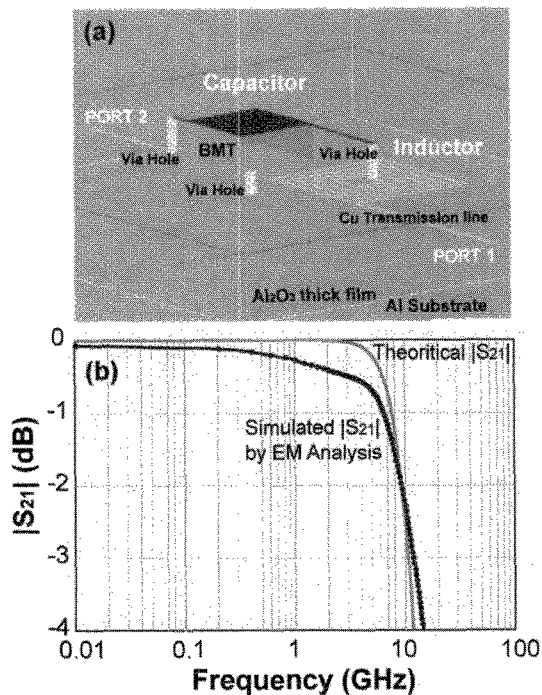 (a)
Capacitor
PORT 2
Via Hole
BMT
Via Hole
Inductor
Via Hole
Cu Transmission line
PORT 1
Al₂O₃ thick film
Al Substrate
(b)
Theoritical |S₂₁|
Simulated |S₂₁|
by EM Analysis
|S₂₁| (dB)
0
-1
-2
-3
-4
0.01
0.1
1
10
100
Frequency (GHz)